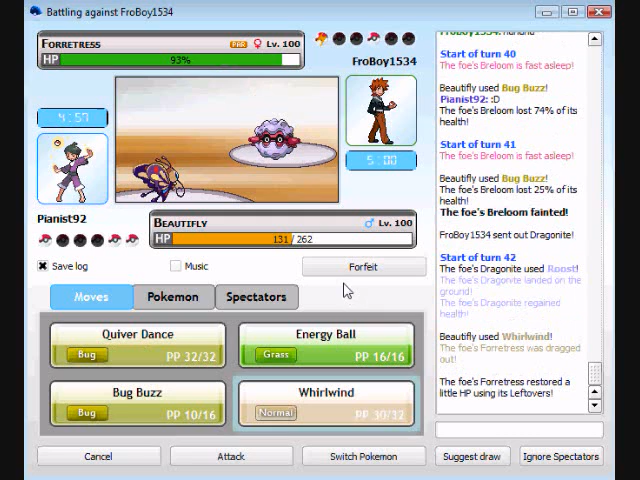 Battling against FroBoy1534
FORRETRESS PAR ♀ Lv. 100
HP 93%
FroBoy1534
4:57
5:00
Pianist92
BEAUTIFLY ♂ Lv. 100
HP 131/262
Save log
Music
Forfeit
Moves
Pokemon
Spectators
Quiver Dance
Bug PP 32/32
Energy Ball
Grass PP 16/16
Bug Buzz
Bug PP 10/16
Whirlwind
Normal PP 30/32
Cancel
Attack
Switch Pokemon
Suggest draw
Ignore Spectators
Start of turn 40
The foe's Breloom is fast asleep!
Beautifly used Bug Buzz!
Pianist92: :D
The foe's Breloom lost 74% of its
health!
Start of turn 41
The foe's Breloom is fast asleep!
Beautifly used Bug Buzz!
The foe's Breloom lost 25% of its
health!
The foe's Breloom fainted!
FroBoy1534 sent out Dragonite!
Start of turn 42
The foe's Dragonite used Roost!
The foe's Dragonite landed on the
ground!
The foe's Dragonite regained
health!
Beautifly used Whirlwind!
The foe's Forretress was dragged
out!
The foe's Forretress restored a
little HP using its Leftovers!